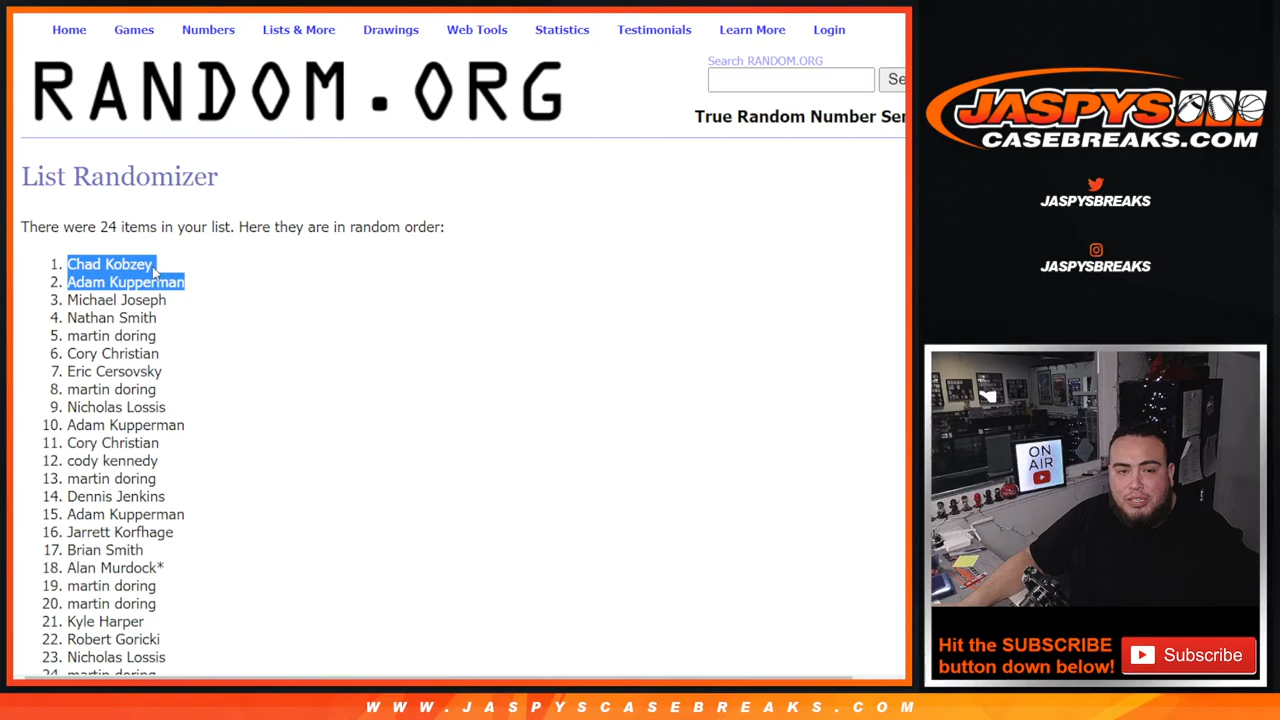 Home Games Numbers Lists & More Drawings Web Tools Statistics Testimonials Learn More Login
RANDOM.ORG
Search RANDOM.ORG
Se
True Random Number Ser
List Randomizer
There were 24 items in your list. Here they are in random order:
1. Chad Kobzey
2. Adam Kupperman
3. Michael Joseph
4. Nathan Smith
5. martin doring
6. Cory Christian
7. Eric Cersovsky
8. martin doring
9. Nicholas Lossis
10. Adam Kupperman
11. Cory Christian
12. cody kennedy
13. martin doring
14. Dennis Jenkins
15. Adam Kupperman
16. Jarrett Korfhage
17. Brian Smith
18. Alan Murdock*
19. martin doring
20. martin doring
21. Kyle Harper
22. Robert Goricki
23. Nicholas Lossis
24. martin doring
JASPYS
CASEBREAKS.COM
JASPYSBREAKS
JASPYSBREAKS
ON
AIR
Hit the SUBSCRIBE
button down below!
Subscribe
WWW.JASPYSCASEBREAKS.COM